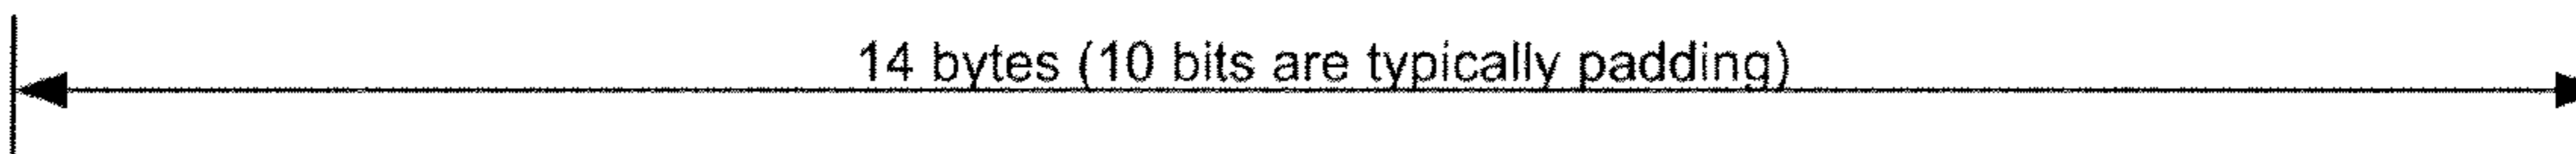 14 bytes (10 bits are typically padding)